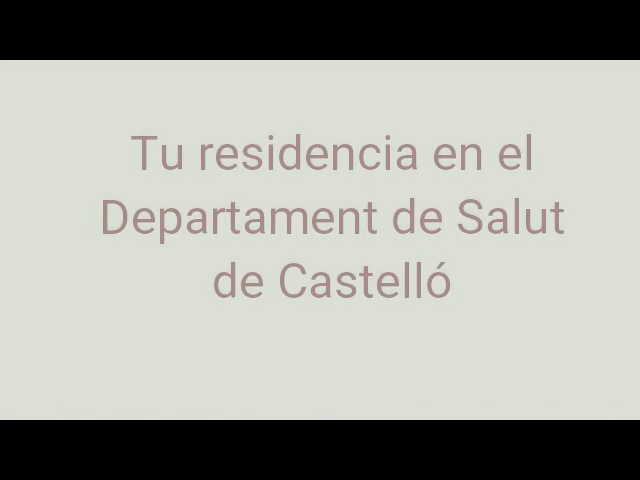 Tu residencia en el
Departament de Salut
de Castelló